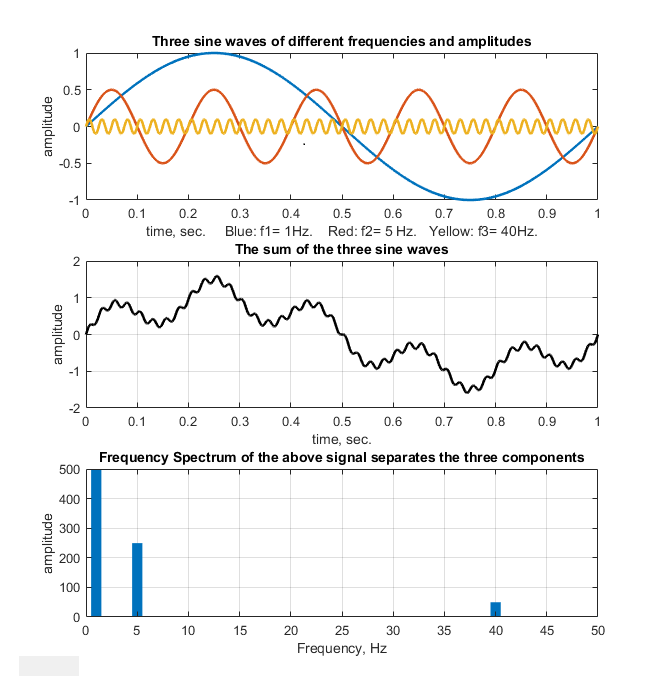 Three sine waves of different frequencies and amplitudes
1
0.5
0
-0.5
-1
amplitude
0 0.1 0.2 0.3 0.4 0.5 0.6 0.7 0.8 0.9 1
time, sec. Blue: f1= 1Hz. Red: f2= 5 Hz. Yellow: f3= 40Hz.
The sum of the three sine waves
2
1
0
-1
-2
amplitude
0 0.1 0.2 0.3 0.4 0.5 0.6 0.7 0.8 0.9 1
time, sec.
Frequency Spectrum of the above signal separates the three components
500
400
300
200
100
0
amplitude
0 5 10 15 20 25 30 35 40 45 50
Frequency, Hz